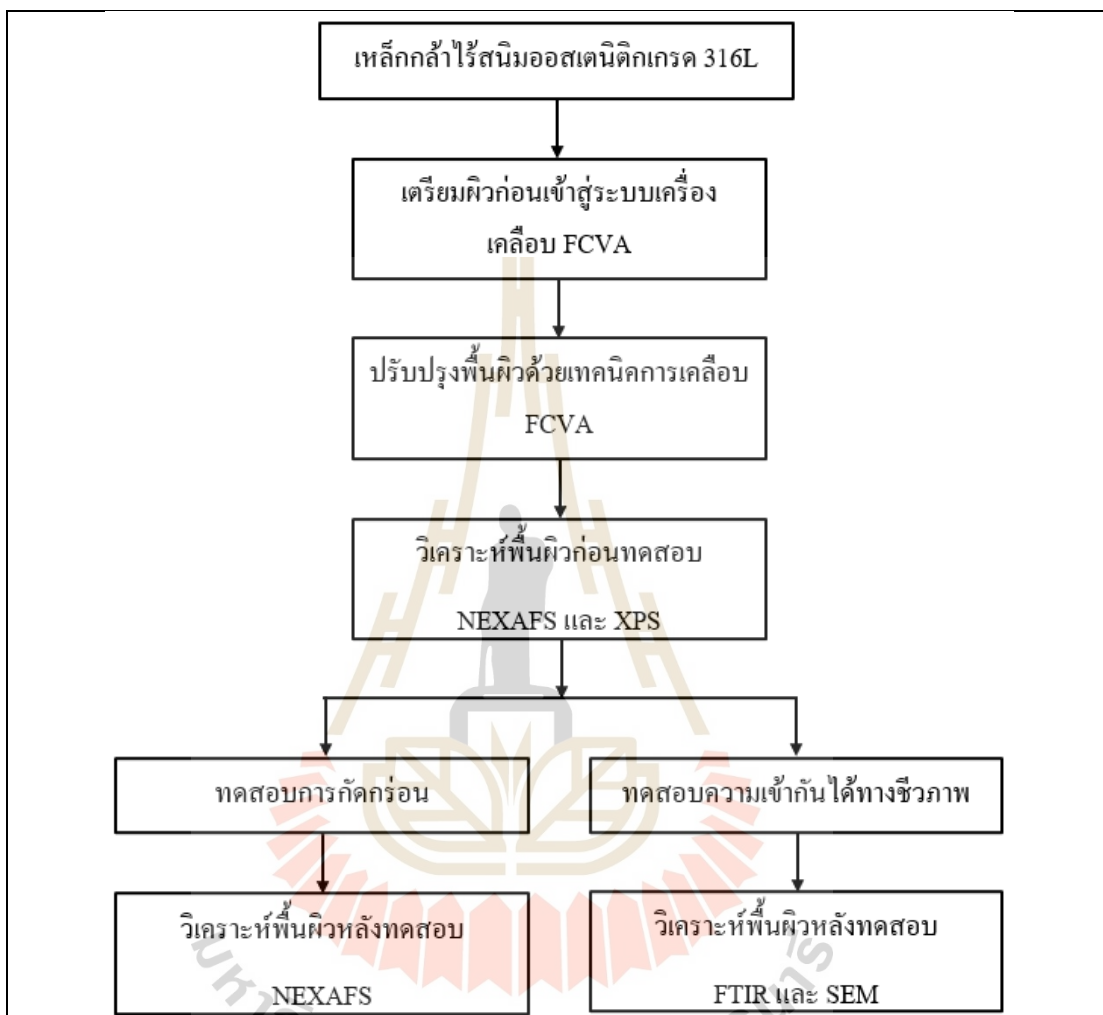 เหล็กกล้าไร้สนิมออสเตนิติกเกรด 316L
เตรียมผิวก่อนเข้าสู่ระบบเครื่อง
เคลือบ FCVA
ปรับปรุงพื้นผิวด้วยเทคนิคการเคลือบ
FCVA
วิเคราะห์พื้นผิวก่อนทดสอบ
NEXAFS และ XPS
ทดสอบการกัดกร่อน
ทดสอบความเข้ากันได้ทางชีวภาพ
วิเคราะห์พื้นผิวหลังทดสอบ
NEXAFS
วิเคราะห์พื้นผิวหลังทดสอบ
FTIR และ SEM